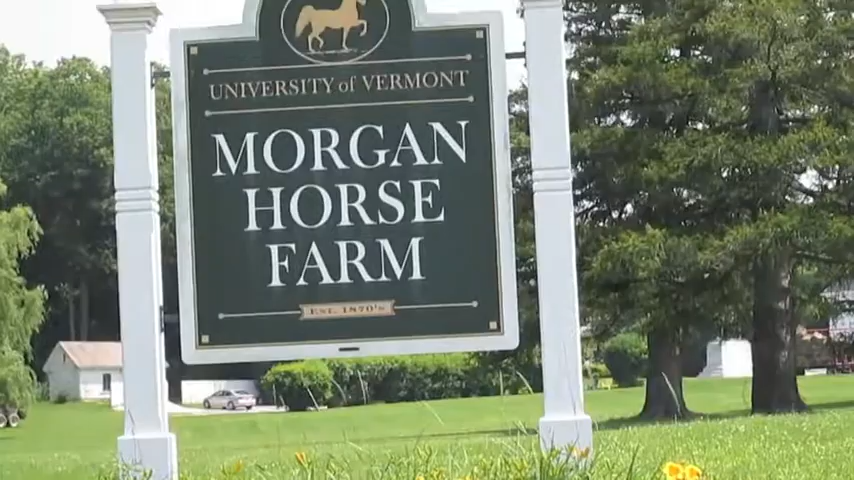 UNIVERSITY of VERMONT
MORGAN
HORSE
FARM
EST. 1870's